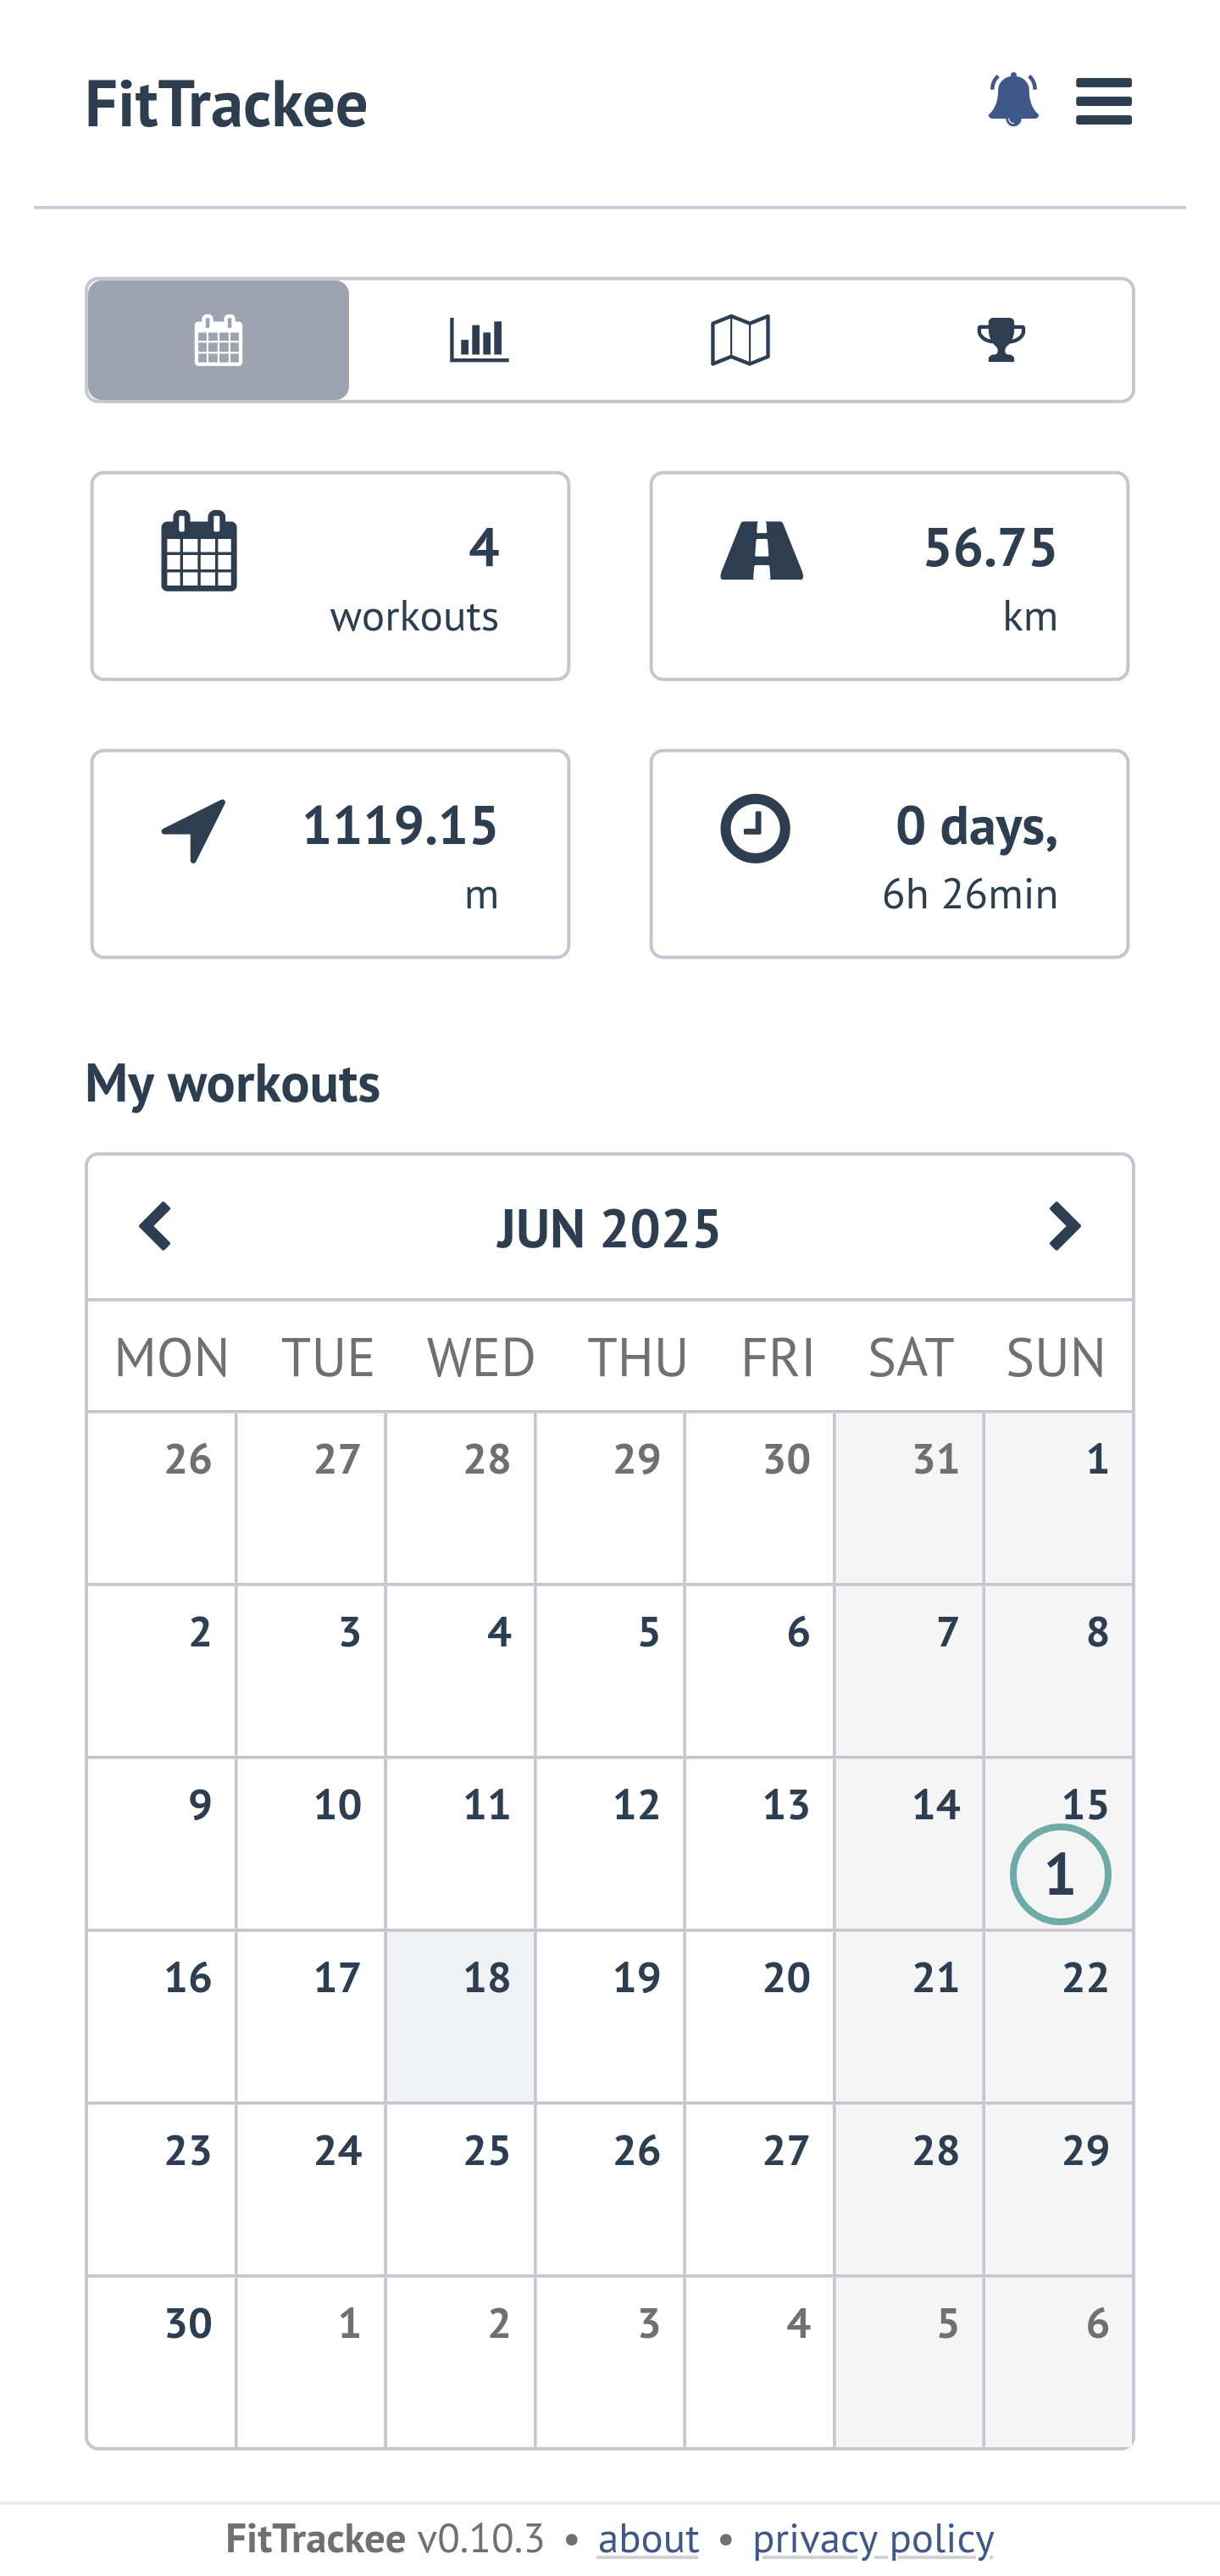 FitTrackee
4
workouts
56.75
km
1119.15
m
0 days,
6h 26min
My workouts
JUN 2025
MON TUE WED THU FRI SAT SUN
26 27 28 29 30 31 1
2 3 4 5 6 7 8
9 10 11 12 13 14 15
1
16 17 18 19 20 21 22
23 24 25 26 27 28 29
30 1 2 3 4 5 6
FitTrackee v0.10.3 • about • privacy policy